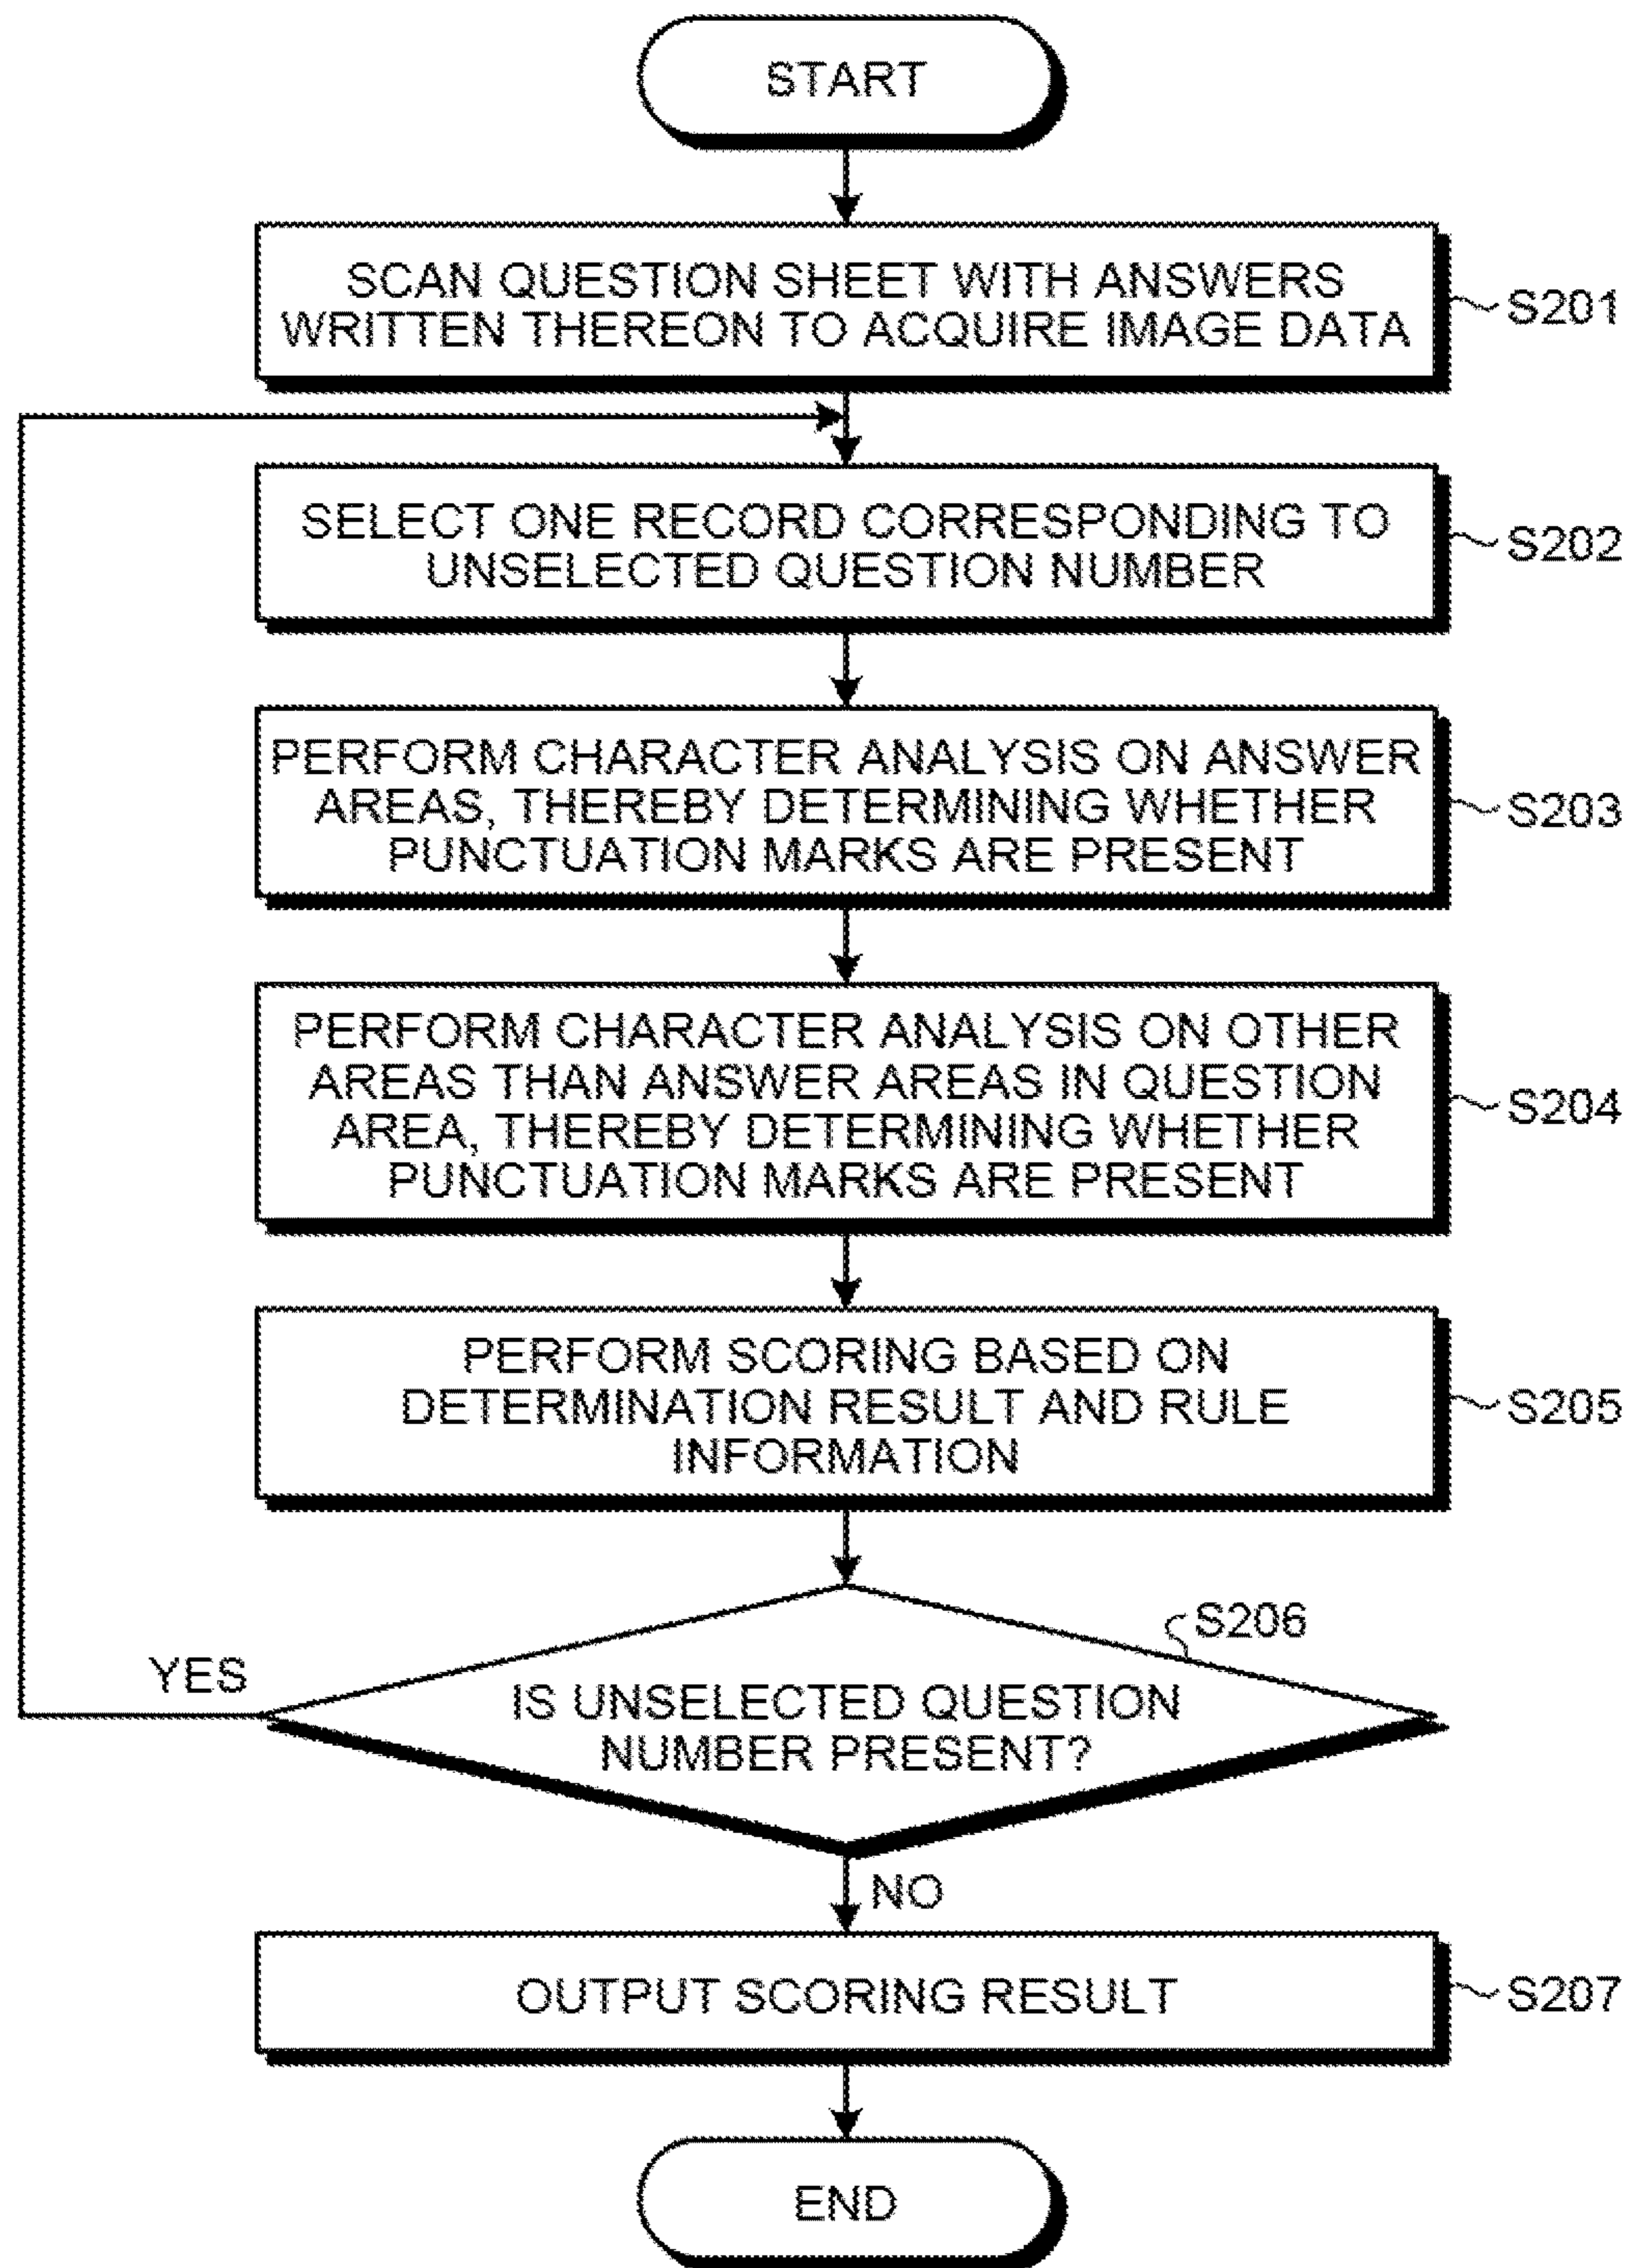 START
SCAN QUESTION SHEET WITH ANSWERS
WRITTEN THEREON TO ACQUIRE IMAGE DATA
S201
SELECT ONE RECORD CORRESPONDING TO
UNSELECTED QUESTION NUMBER
S202
PERFORM CHARACTER ANALYSIS ON ANSWER
AREAS, THEREBY DETERMINING WHETHER
PUNCTUATION MARKS ARE PRESENT
S203
PERFORM CHARACTER ANALYSIS ON OTHER
AREAS THAN ANSWER AREAS IN QUESTION
AREA, THEREBY DETERMINING WHETHER
PUNCTUATION MARKS ARE PRESENT
S204
PERFORM SCORING BASED ON
DETERMINATION RESULT AND RULE
INFORMATION
S205
S206
YES
IS UNSELECTED QUESTION
NUMBER PRESENT?
NO
OUTPUT SCORING RESULT
S207
END